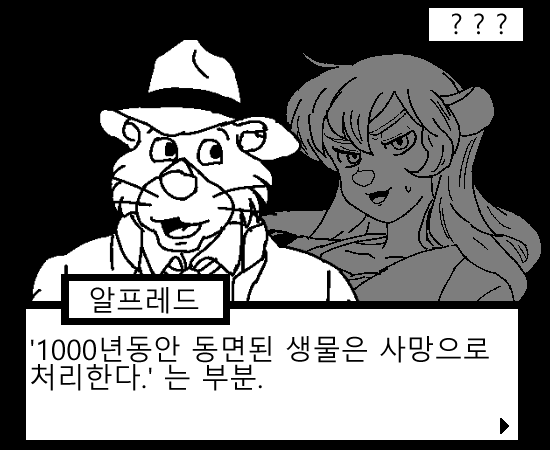 ? ? ?
알프레드
'1000년동안 동면된 생물은 사망으로
처리한다.' 는 부분.